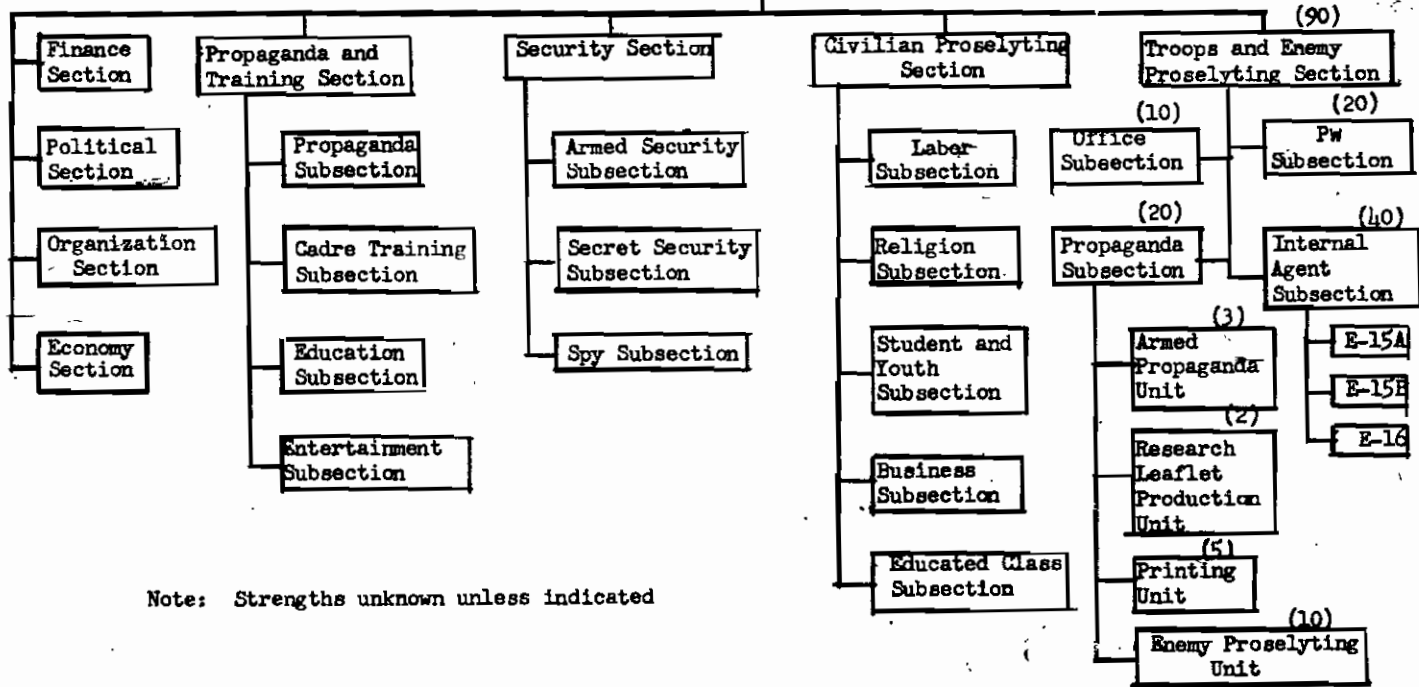 Finance
Section
Political
Section
Organization
Section
Economy
Section
Propaganda and
Training Section
Propaganda
Subsection
Cadre Training
Subsection
Education
Subsection
Entertainment
Subsection
Security Section
Armed Security
Subsection
Secret Security
Subsection
Spy Subsection
Civilian Proselyting
Section
Labor
Subsection
Religion
Subsection
Student and
Youth
Subsection
Business
Subsection
Educated Class
Subsection
(90)
Troops and Enemy
Proselyting Section
(10)
Office
Subsection
(20)
Pw
Subsection
(20)
Propaganda
Subsection
(40)
Internal
Agent
Subsection
(3)
Armed
Propaganda
Unit
(2)
Research
Leaflet
Production
Unit
(5)
Printing
Unit
(10)
Enemy Proselyting
Unit
E-15A
E-15B
E-16
Note: Strengths unknown unless indicated